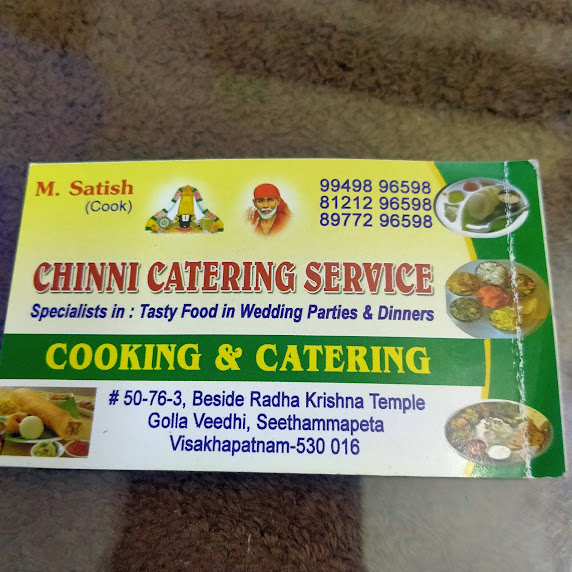 M. Satish
(Cook)
99498 96598
81212 96598
89772 96598
CHINNI CATERING SERVICE
Specialists in : Tasty Food in Wedding Parties & Dinners
COOKING & CATERING
# 50-76-3, Beside Radha Krishna Temple
Golla Veedhi, Seethammapeta
Visakhapatnam-530 016